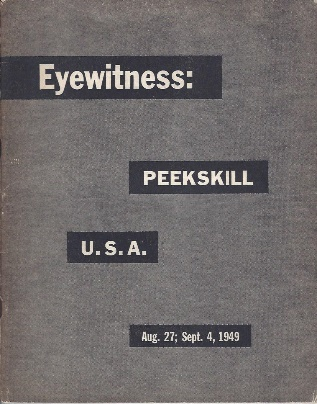 Eyewitness:
PEEKSKILL
U.S.A.
Aug. 27; Sept. 4, 1949